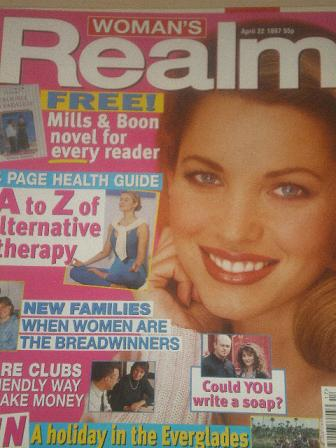 WOMAN'S
April 22 1997 55p
Realm
FREE!
Mills & Boon
novel for
every reader
PAGE HEALTH GUIDE
A to Z of
lternative
therapy
NEW FAMILIES
WHEN WOMEN ARE
THE BREADWINNERS
RE CLUBS
IENDLY WAY
AKE MONEY
Could YOU
write a soap?
N A holiday in the Everglades